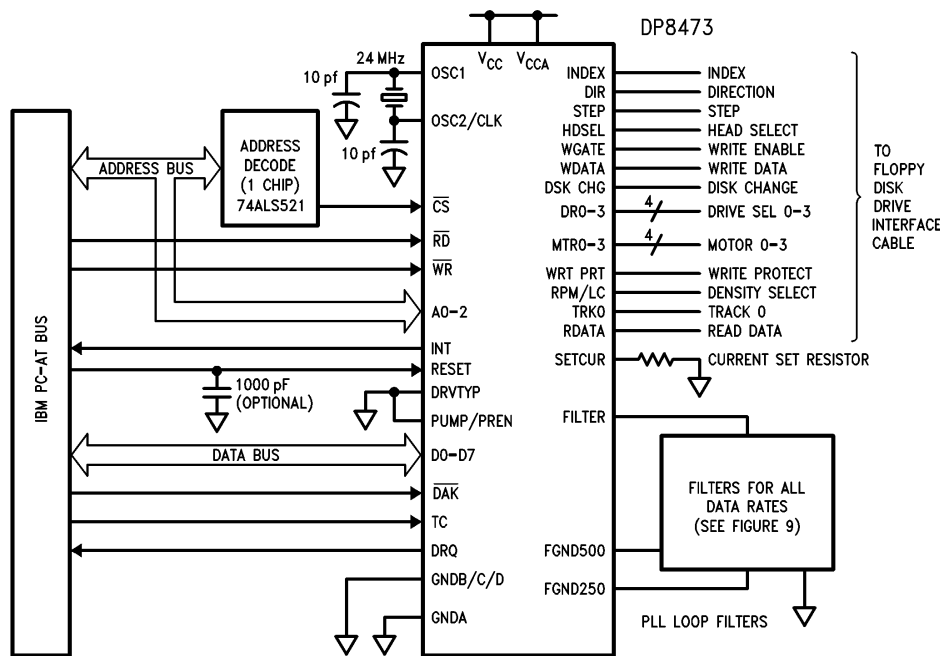 DP8473
VCC
VCCA
24 MHz
10 pf
10 pf
OSC1
OSC2/CLK
ADDRESS
DECODE
(1 CHIP)
74ALS521
ADDRESS BUS
IBM PC-AT BUS
CS
RD
WR
A0-2
INT
RESET
1000 pF
(OPTIONAL)
DRVTYP
PUMP/PREN
DATA BUS
D0-D7
DAK
TC
DRQ
GNDB/C/D
GNDA
INDEX
DIR
STEP
HDSEL
WGATE
WDATA
DSK CHG
DR0-3
MTR0-3
WRT PRT
RPM/LC
TRK0
RDATA
SETCUR
FILTER
FGND500
FGND250
4
4
INDEX
DIRECTION
STEP
HEAD SELECT
WRITE ENABLE
WRITE DATA
DISK CHANGE
DRIVE SEL 0-3
MOTOR 0-3
WRITE PROTECT
DENSITY SELECT
TRACK 0
READ DATA
CURRENT SET RESISTOR
TO
FLOPPY
DISK
DRIVE
INTERFACE
CABLE
FILTERS FOR ALL
DATA RATES
(SEE FIGURE 9)
PLL LOOP FILTERS